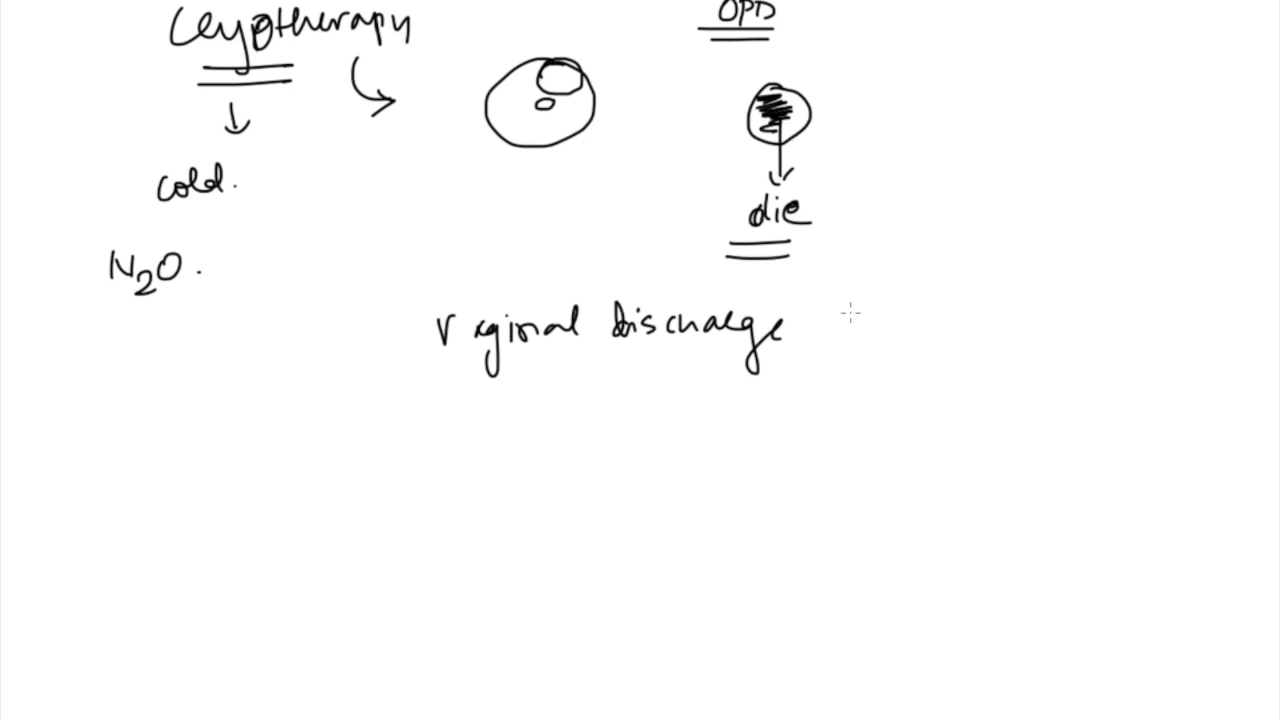 Cryotherapy
OPD
cold.
die
N₂O.
Vaginal discharge